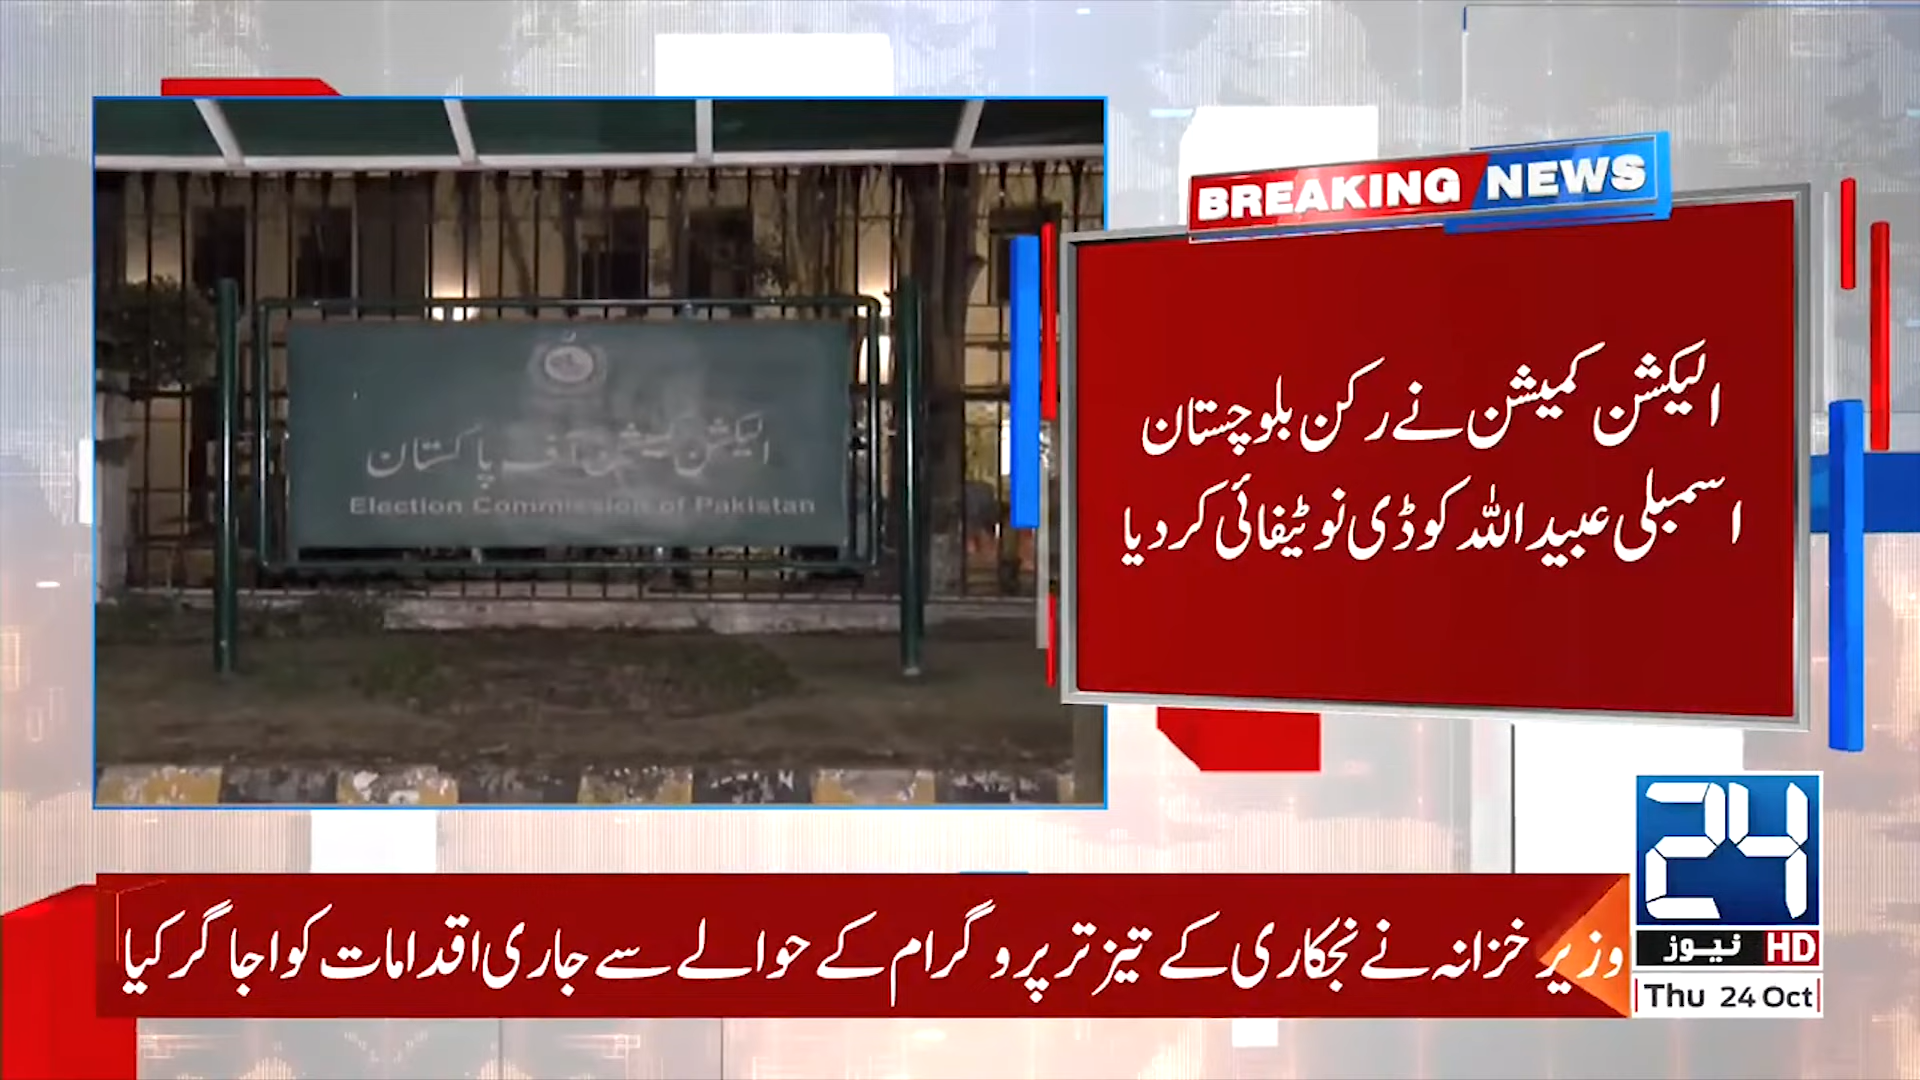 BREAKING NEWS
الیکشن کمیشن نے رکن بلوچستان
اسمبلی عبید اللہ کو ڈی نوٹیفائی کر دیا
الیکشن کمیشن آف پاکستان
Election Commission of Pakistan
وزیر خزانہ نے نجکاری کے تیز تر پروگرام کے حوالے سے جاری اقدامات کو اجاگر کیا
24
نیوز HD
Thu 24 Oct